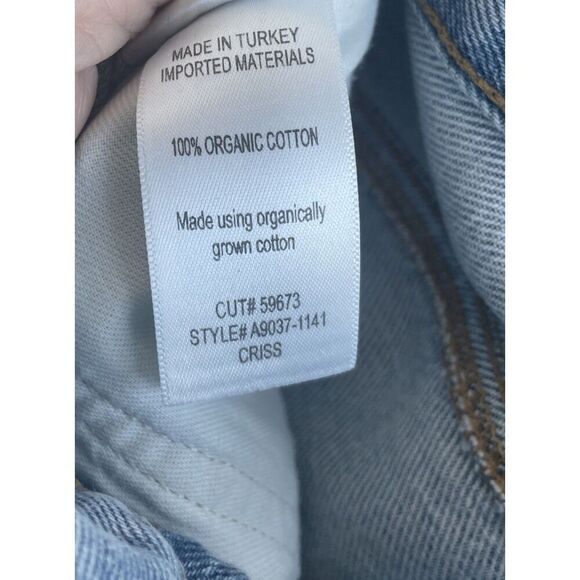 MADE IN TURKEY
IMPORTED MATERIALS
100% ORGANIC COTTON
Made using organically
grown cotton
CUT# 59673
STYLE# A9037-1141
CRISS